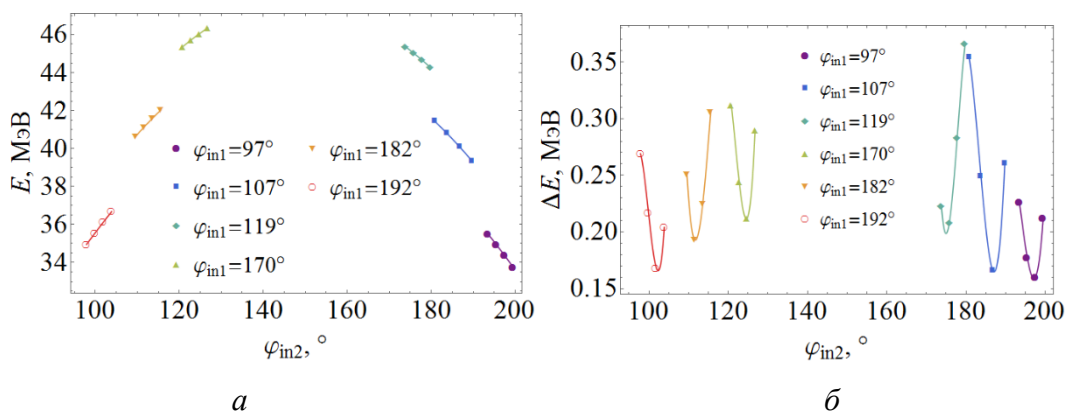 E, МэВ
46
44
42
40
38
36
34
φin1=97°
φin1=182°
φin1=107°
φin1=192°
φin1=119°
φin1=170°
100 120 140 160 180 200
φin2, °
а
ΔE, МэВ
0.35
0.30
0.25
0.20
0.15
φin1=97°
φin1=107°
φin1=119°
φin1=170°
φin1=182°
φin1=192°
100 120 140 160 180 200
φin2, °
б